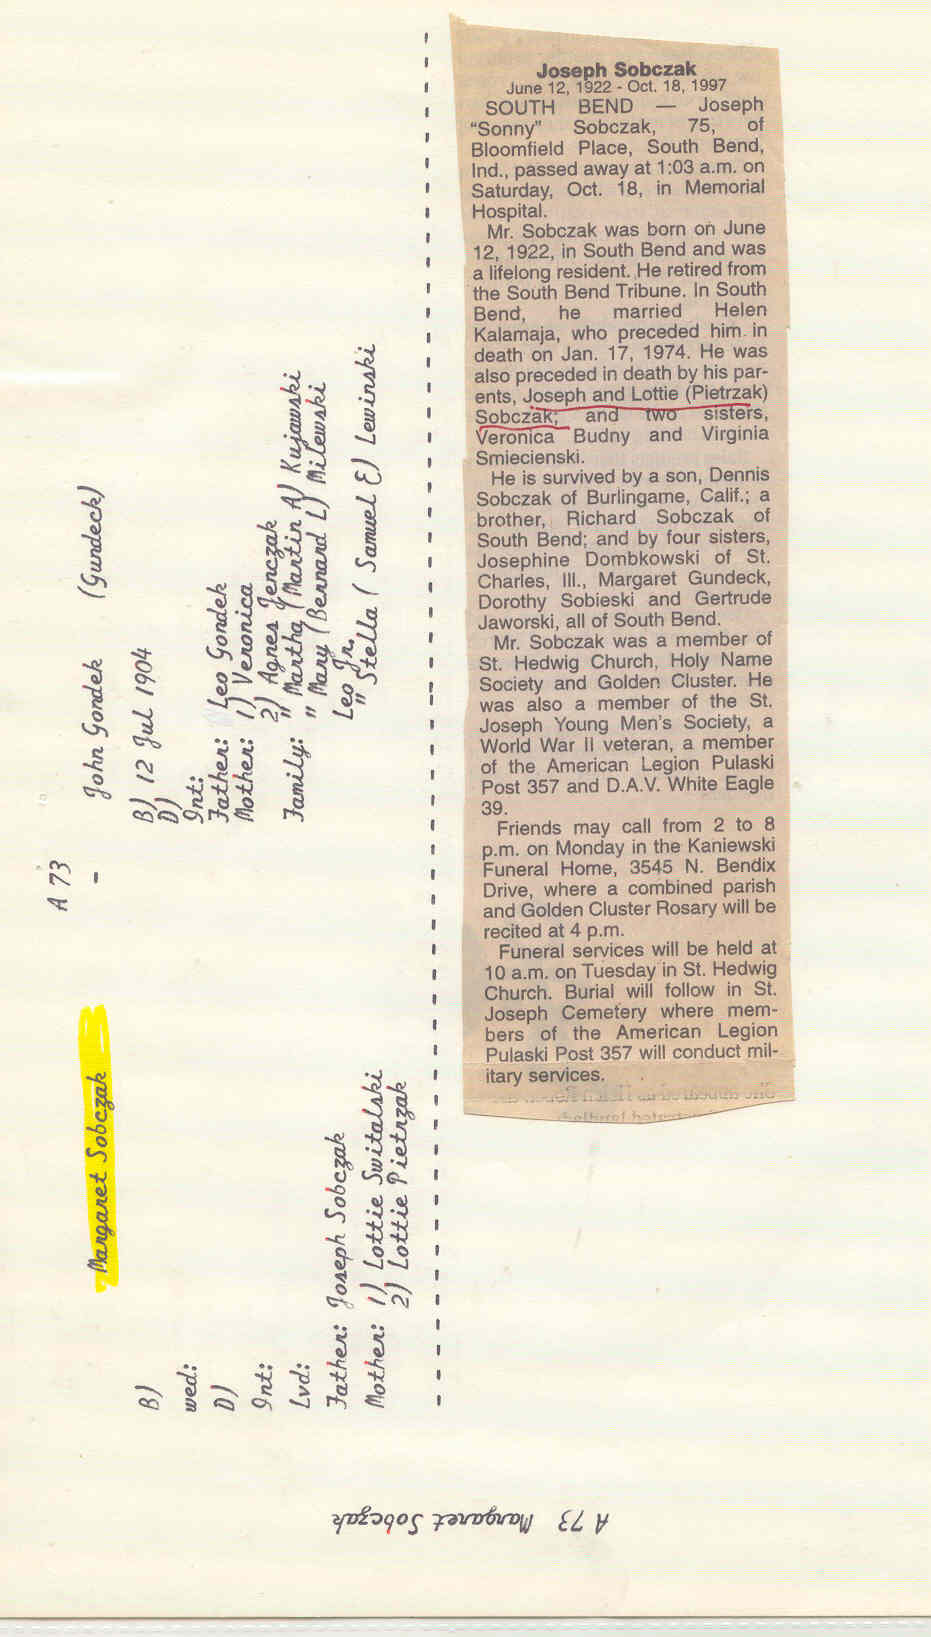 A 73
Margaret Sobczak - John Gondek (Gundeck)
B)
wed:
D)
Int:
Lvd:
Father: Joseph Sobczak
Mother: 1) Lottie Switalski
2) Lottie Pietrzak
B) 12 Jul 1904
D)
Int:
Father: Leo Gondek
Mother: 1) Veronica
2) Agnes Jenczak
Family: " Martha (Martin A) Kujawski
" Mary (Bernard L) Milewski
Leo Jr.
" Stella (Samuel E) Lewinski
Joseph Sobczak
June 12, 1922 - Oct. 18, 1997
SOUTH BEND — Joseph
“Sonny” Sobczak, 75, of
Bloomfield Place, South Bend,
Ind., passed away at 1:03 a.m. on
Saturday, Oct. 18, in Memorial
Hospital.
Mr. Sobczak was born on June
12, 1922, in South Bend and was
a lifelong resident. He retired from
the South Bend Tribune. In South
Bend, he married Helen
Kalamaja, who preceded him in
death on Jan. 17, 1974. He was
also preceded in death by his par-
ents, Joseph and Lottie (Pietrzak)
Sobczak; and two sisters,
Veronica Budny and Virginia
Smiecienski.
He is survived by a son, Dennis
Sobczak of Burlingame, Calif.; a
brother, Richard Sobczak of
South Bend; and by four sisters,
Josephine Dombkowski of St.
Charles, Ill., Margaret Gundeck,
Dorothy Sobieski and Gertrude
Jaworski, all of South Bend.
Mr. Sobczak was a member of
St. Hedwig Church, Holy Name
Society and Golden Cluster. He
was also a member of the St.
Joseph Young Men's Society, a
World War II veteran, a member
of the American Legion Pulaski
Post 357 and D.A.V. White Eagle
39.
Friends may call from 2 to 8
p.m. on Monday in the Kaniewski
Funeral Home, 3545 N. Bendix
Drive, where a combined parish
and Golden Cluster Rosary will be
recited at 4 p.m.
Funeral services will be held at
10 a.m. on Tuesday in St. Hedwig
Church. Burial will follow in St.
Joseph Cemetery where mem-
bers of the American Legion
Pulaski Post 357 will conduct mil-
itary services.
A 73 Margaret Sobczak